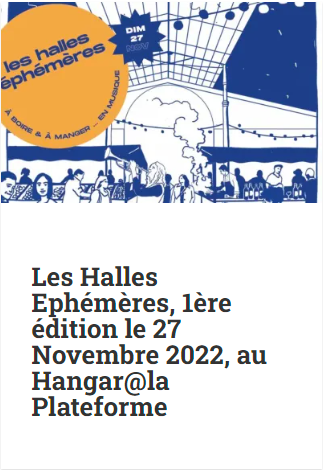 les halles
éphémères
DIM
27
NOV
À BOIRE & À MANGER ... EN MUSIQUE
Les Halles
Ephémères, 1ère
édition le 27
Novembre 2022, au
Hangar@la
Plateforme